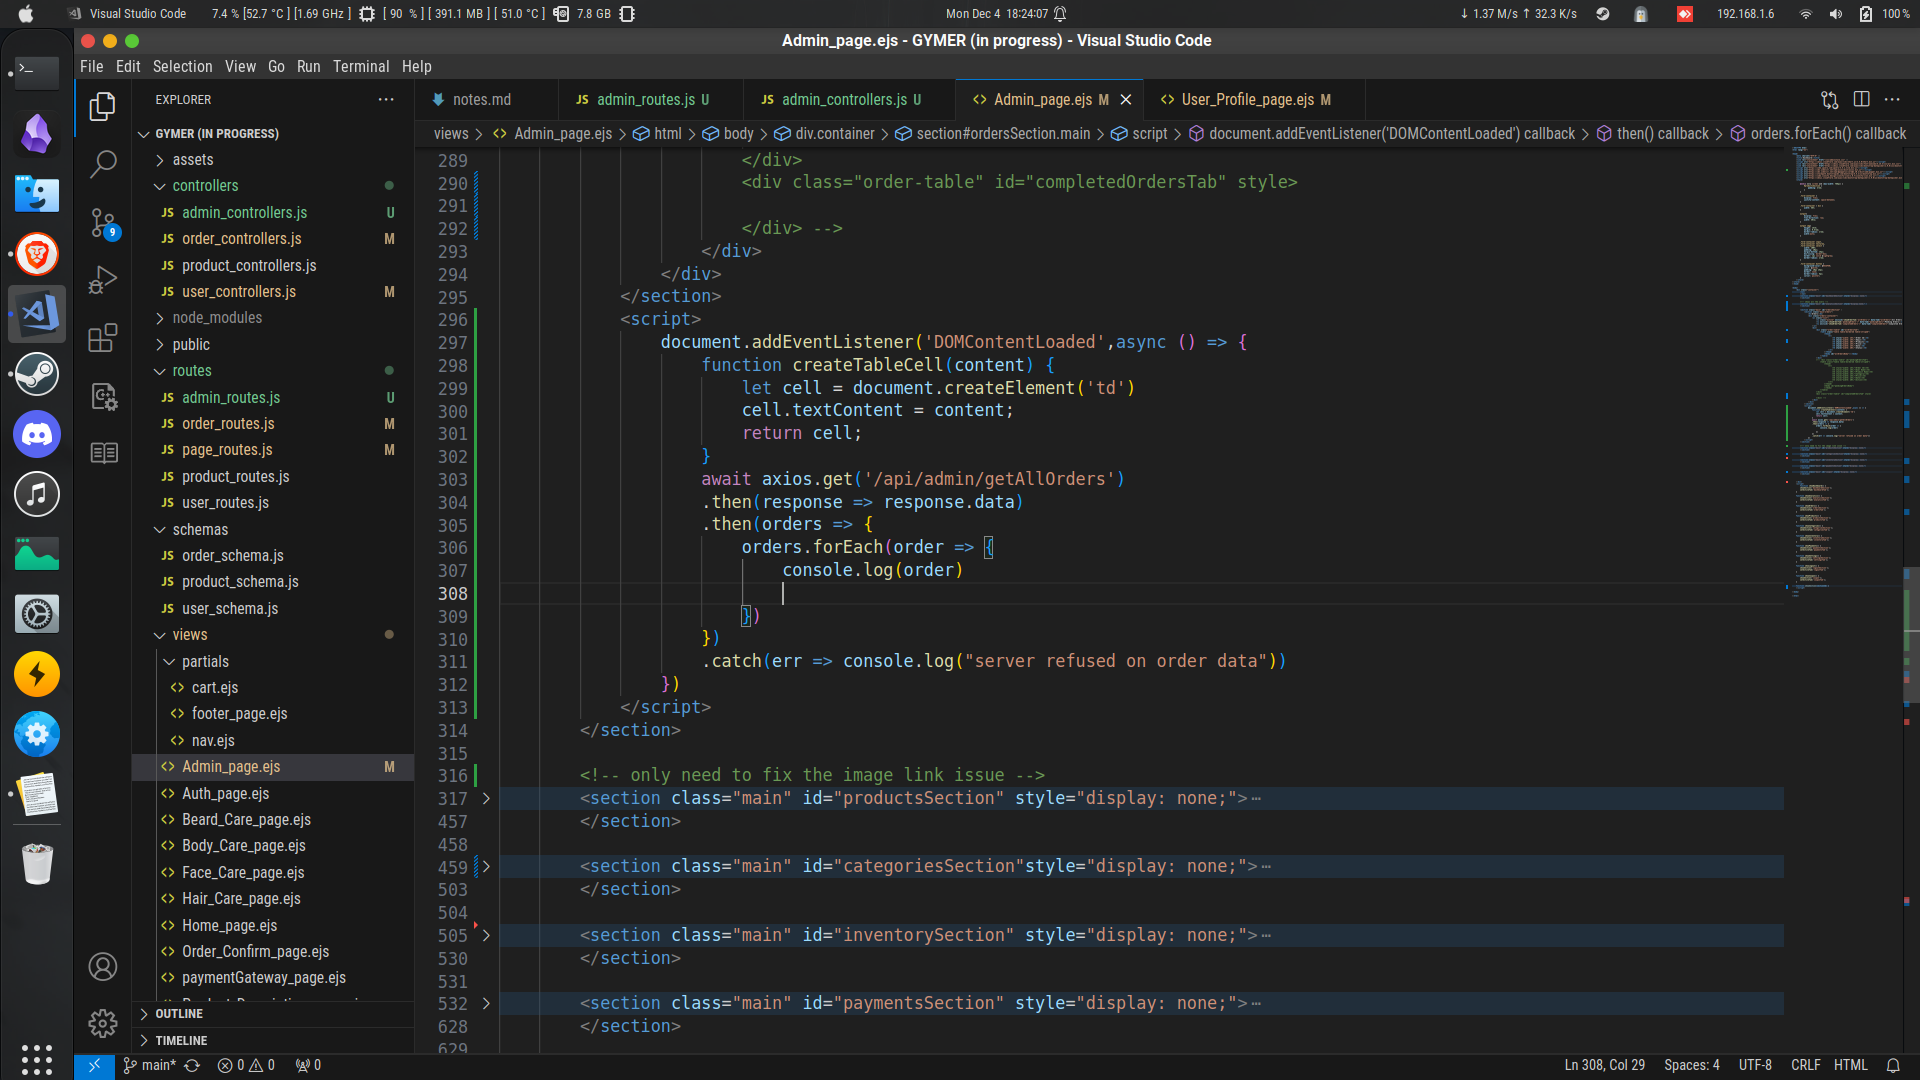 Visual Studio Code 7.4 % [52.7 °C ] [1.69 GHz ] [ 90 % ] [ 391.1 MB ] [ 51.0 °C ] 7.8 GB Mon Dec 4 18:24:07 ↓ 1.37 M/s ↑ 32.3 K/s 192.168.1.6 100 %
Admin_page.ejs - GYMER (in progress) - Visual Studio Code
File Edit Selection View Go Run Terminal Help
EXPLORER ···
notes.md JS admin_routes.js U JS admin_controllers.js U <> Admin_page.ejs M <> User_Profile_page.ejs M
views > <> Admin_page.ejs > html > body > div.container > section#ordersSection.main > script > document.addEventListener('DOMContentLoaded') callback > then() callback > orders.forEach() callback
GYMER (IN PROGRESS)
assets
controllers
JS admin_controllers.js U
JS order_controllers.js M
JS product_controllers.js
JS user_controllers.js M
node_modules
public
routes
JS admin_routes.js U
JS order_routes.js M
JS page_routes.js M
JS product_routes.js
JS user_routes.js
schemas
JS order_schema.js
JS product_schema.js
JS user_schema.js
views
partials
<> cart.ejs
<> footer_page.ejs
<> nav.ejs
<> Admin_page.ejs M
<> Auth_page.ejs
<> Beard_Care_page.ejs
<> Body_Care_page.ejs
<> Face_Care_page.ejs
<> Hair_Care_page.ejs
<> Home_page.ejs
<> Order_Confirm_page.ejs
<> paymentGateway_page.ejs
OUTLINE
TIMELINE
9
289 </div>
290 <div class="order-table" id="completedOrdersTab" style>
291
292 </div> -->
293 </div>
294 </div>
295 </section>
296 <script>
297 document.addEventListener('DOMContentLoaded',async () => {
298 function createTableCell(content) {
299 let cell = document.createElement('td')
300 cell.textContent = content;
301 return cell;
302 }
303 await axios.get('/api/admin/getAllOrders')
304 .then(response => response.data)
305 .then(orders => {
306 orders.forEach(order => {
307 console.log(order)
308
309 })
310 })
311 .catch(err => console.log("server refused on order data"))
312 })
313 </script>
314 </section>
315
316 <!-- only need to fix the image link issue -->
317 <section class="main" id="productsSection" style="display: none;">···
457 </section>
458
459 <section class="main" id="categoriesSection"style="display: none;">···
503 </section>
504
505 <section class="main" id="inventorySection" style="display: none;">···
530 </section>
531
532 <section class="main" id="paymentsSection" style="display: none;">···
628 </section>
629
main* 0 0 0 Ln 308, Col 29 Spaces: 4 UTF-8 CRLF HTML